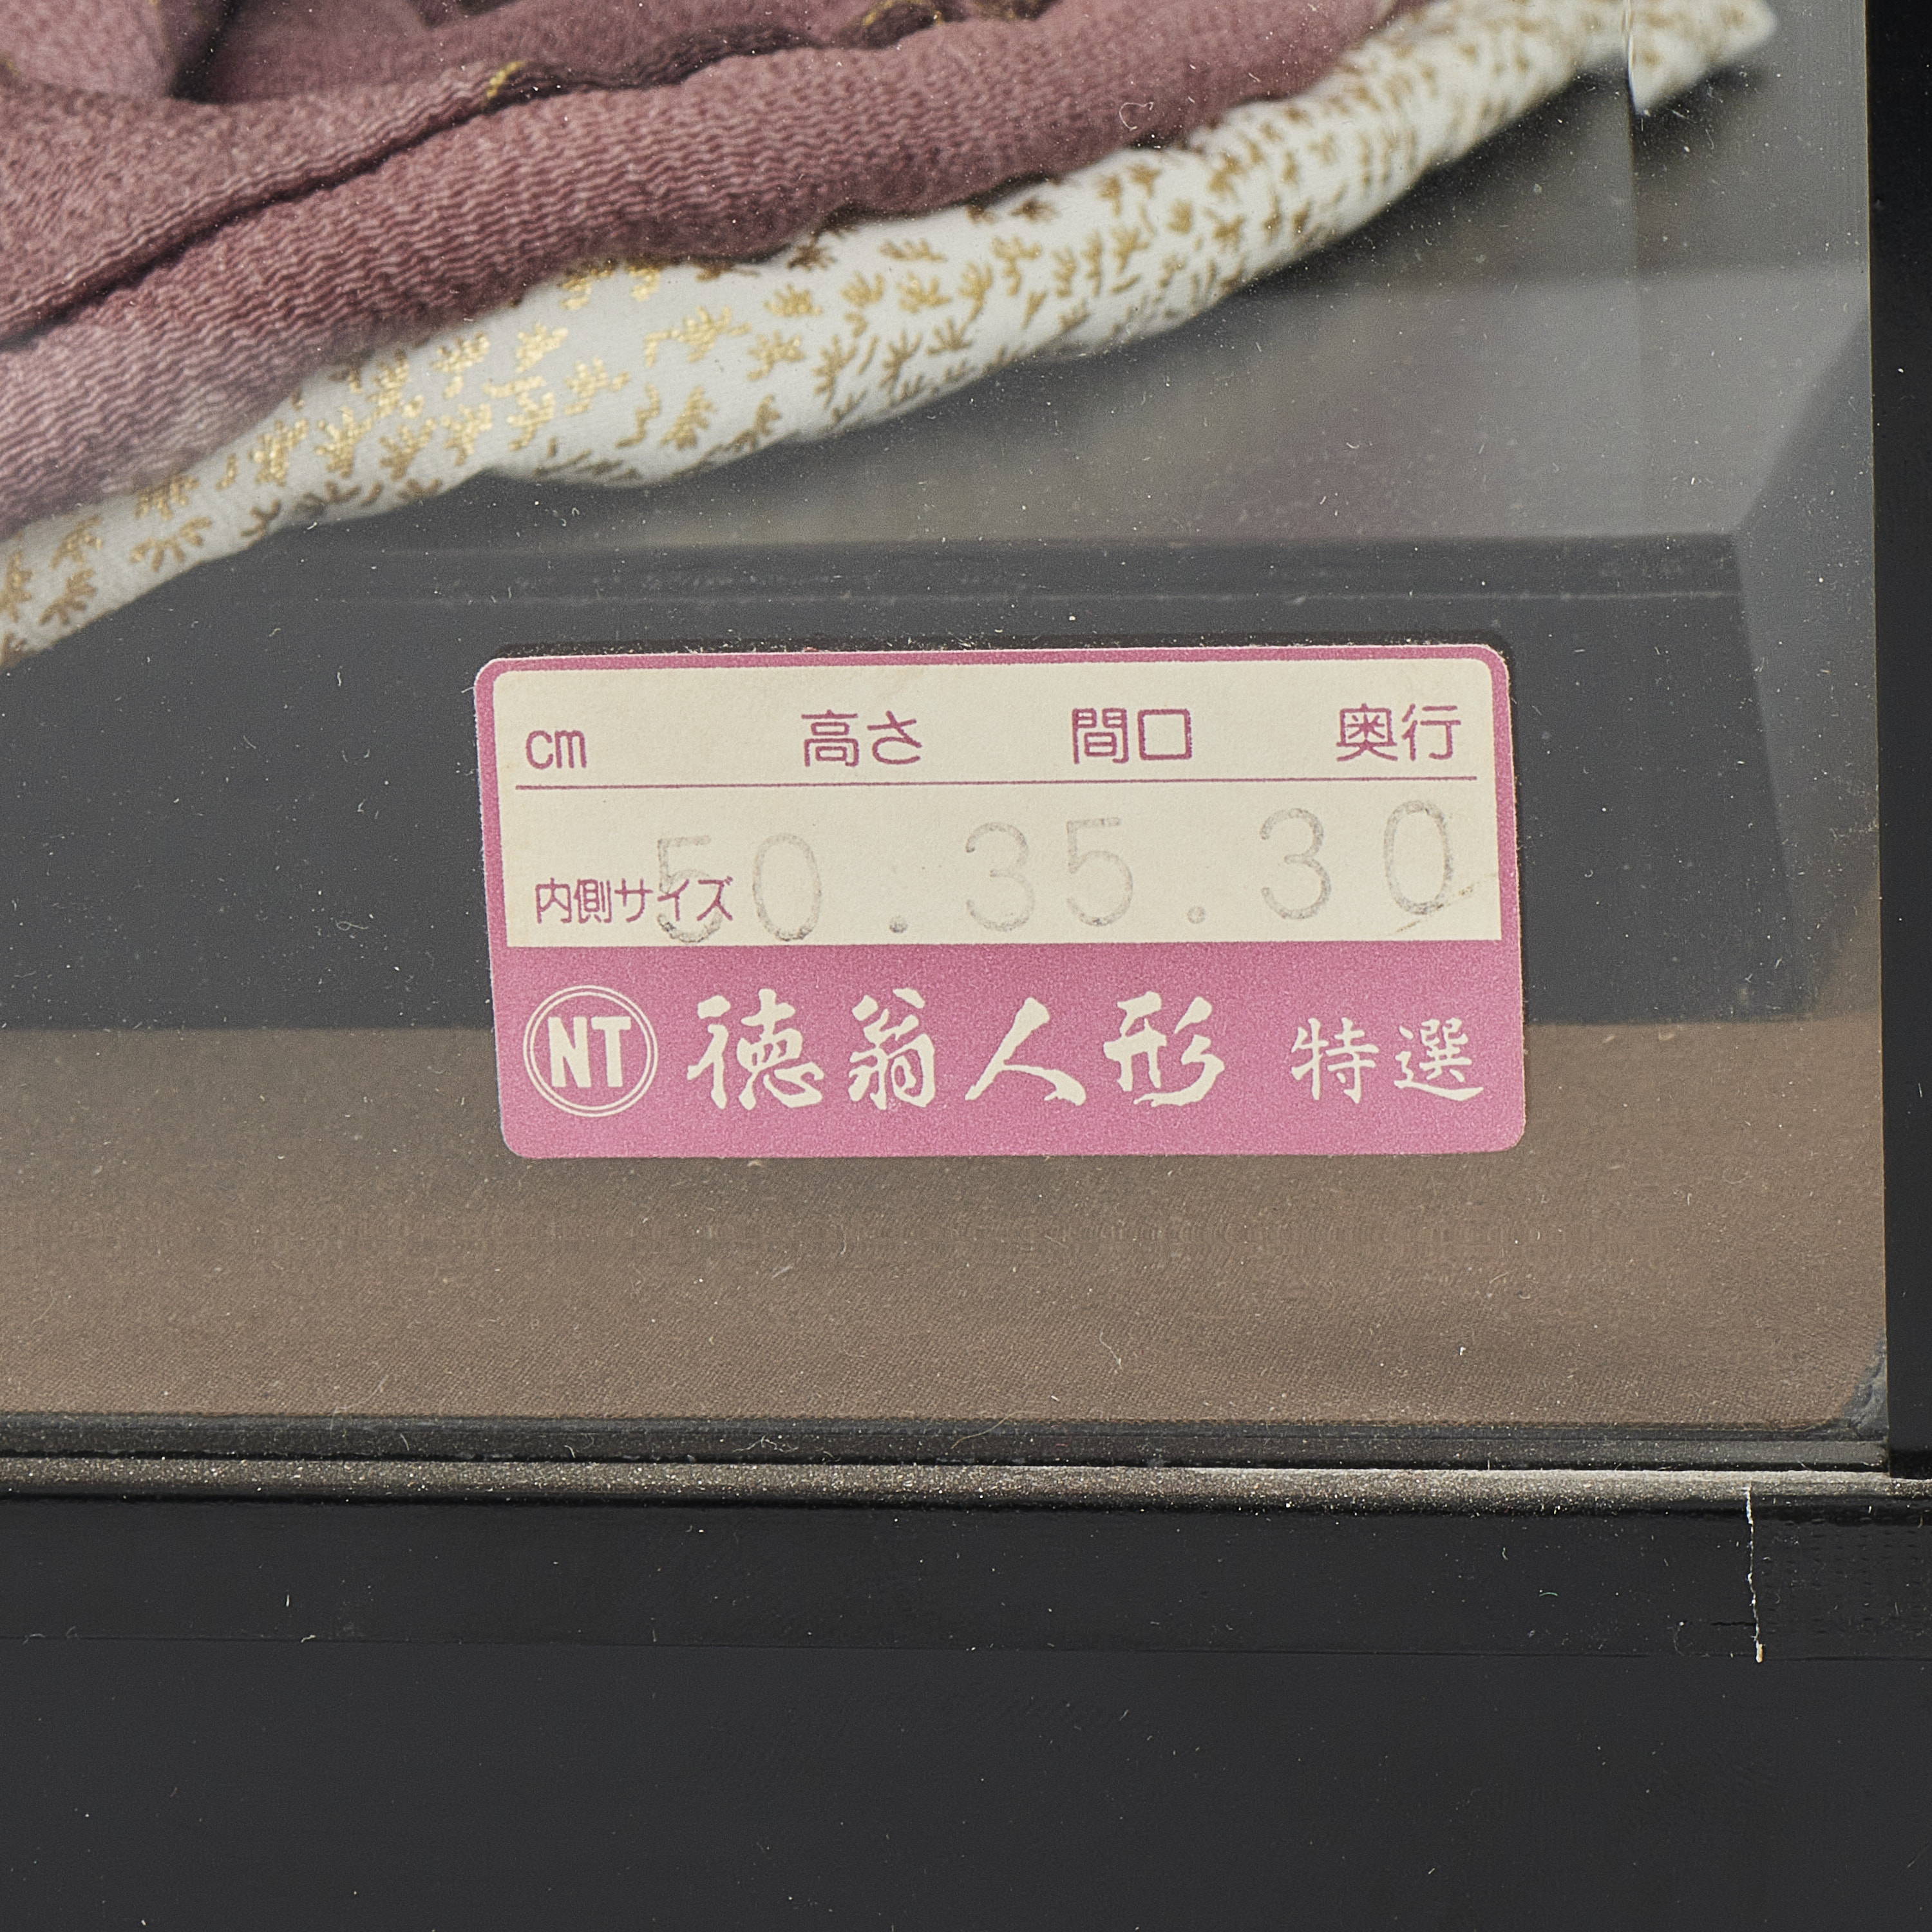 cm 高さ 間口 奥行
内側サイズ 50.35.30
NT 徳翁人形 特選